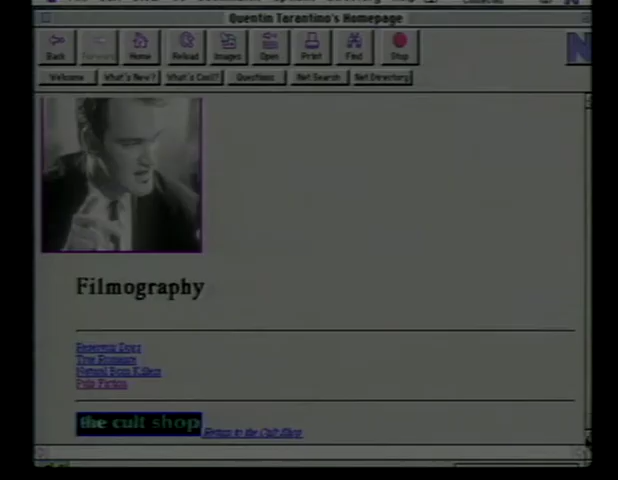 Quentin Tarantino's Homepage
Back Forward Home Reload Images Open Print Find Stop
N
Welcome What's New? What's Cool? Questions Net Search Net Directory
Filmography
Reservoir Dogs
True Romance
Natural Born Killers
Pulp Fiction
the cult shop Return to the Cult Shop